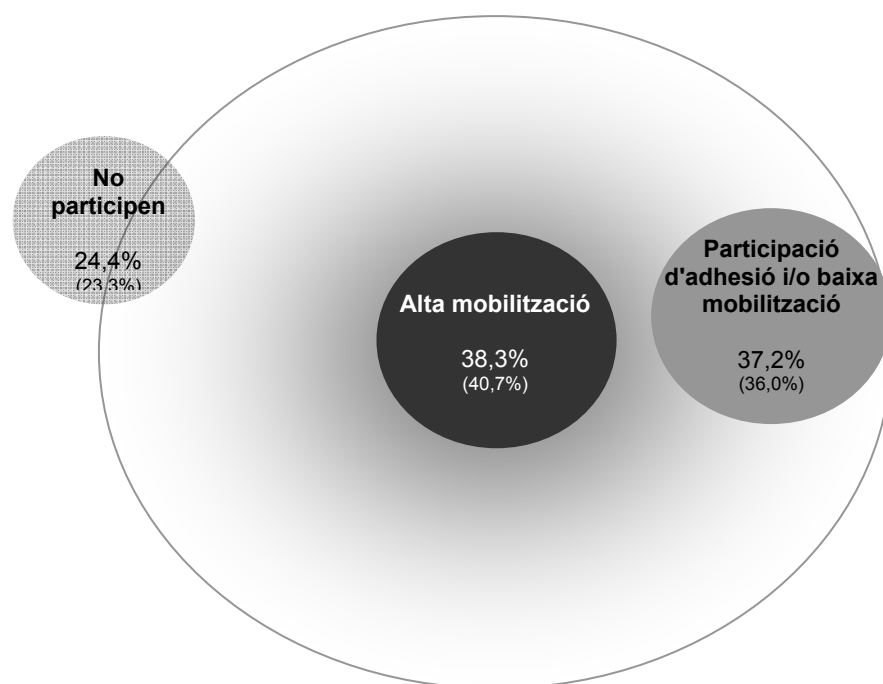 No
participen
24,4%
(23,3%)
Alta mobilització
38,3%
(40,7%)
Participació
d'adhesió i/o baixa
mobilització
37,2%
(36,0%)